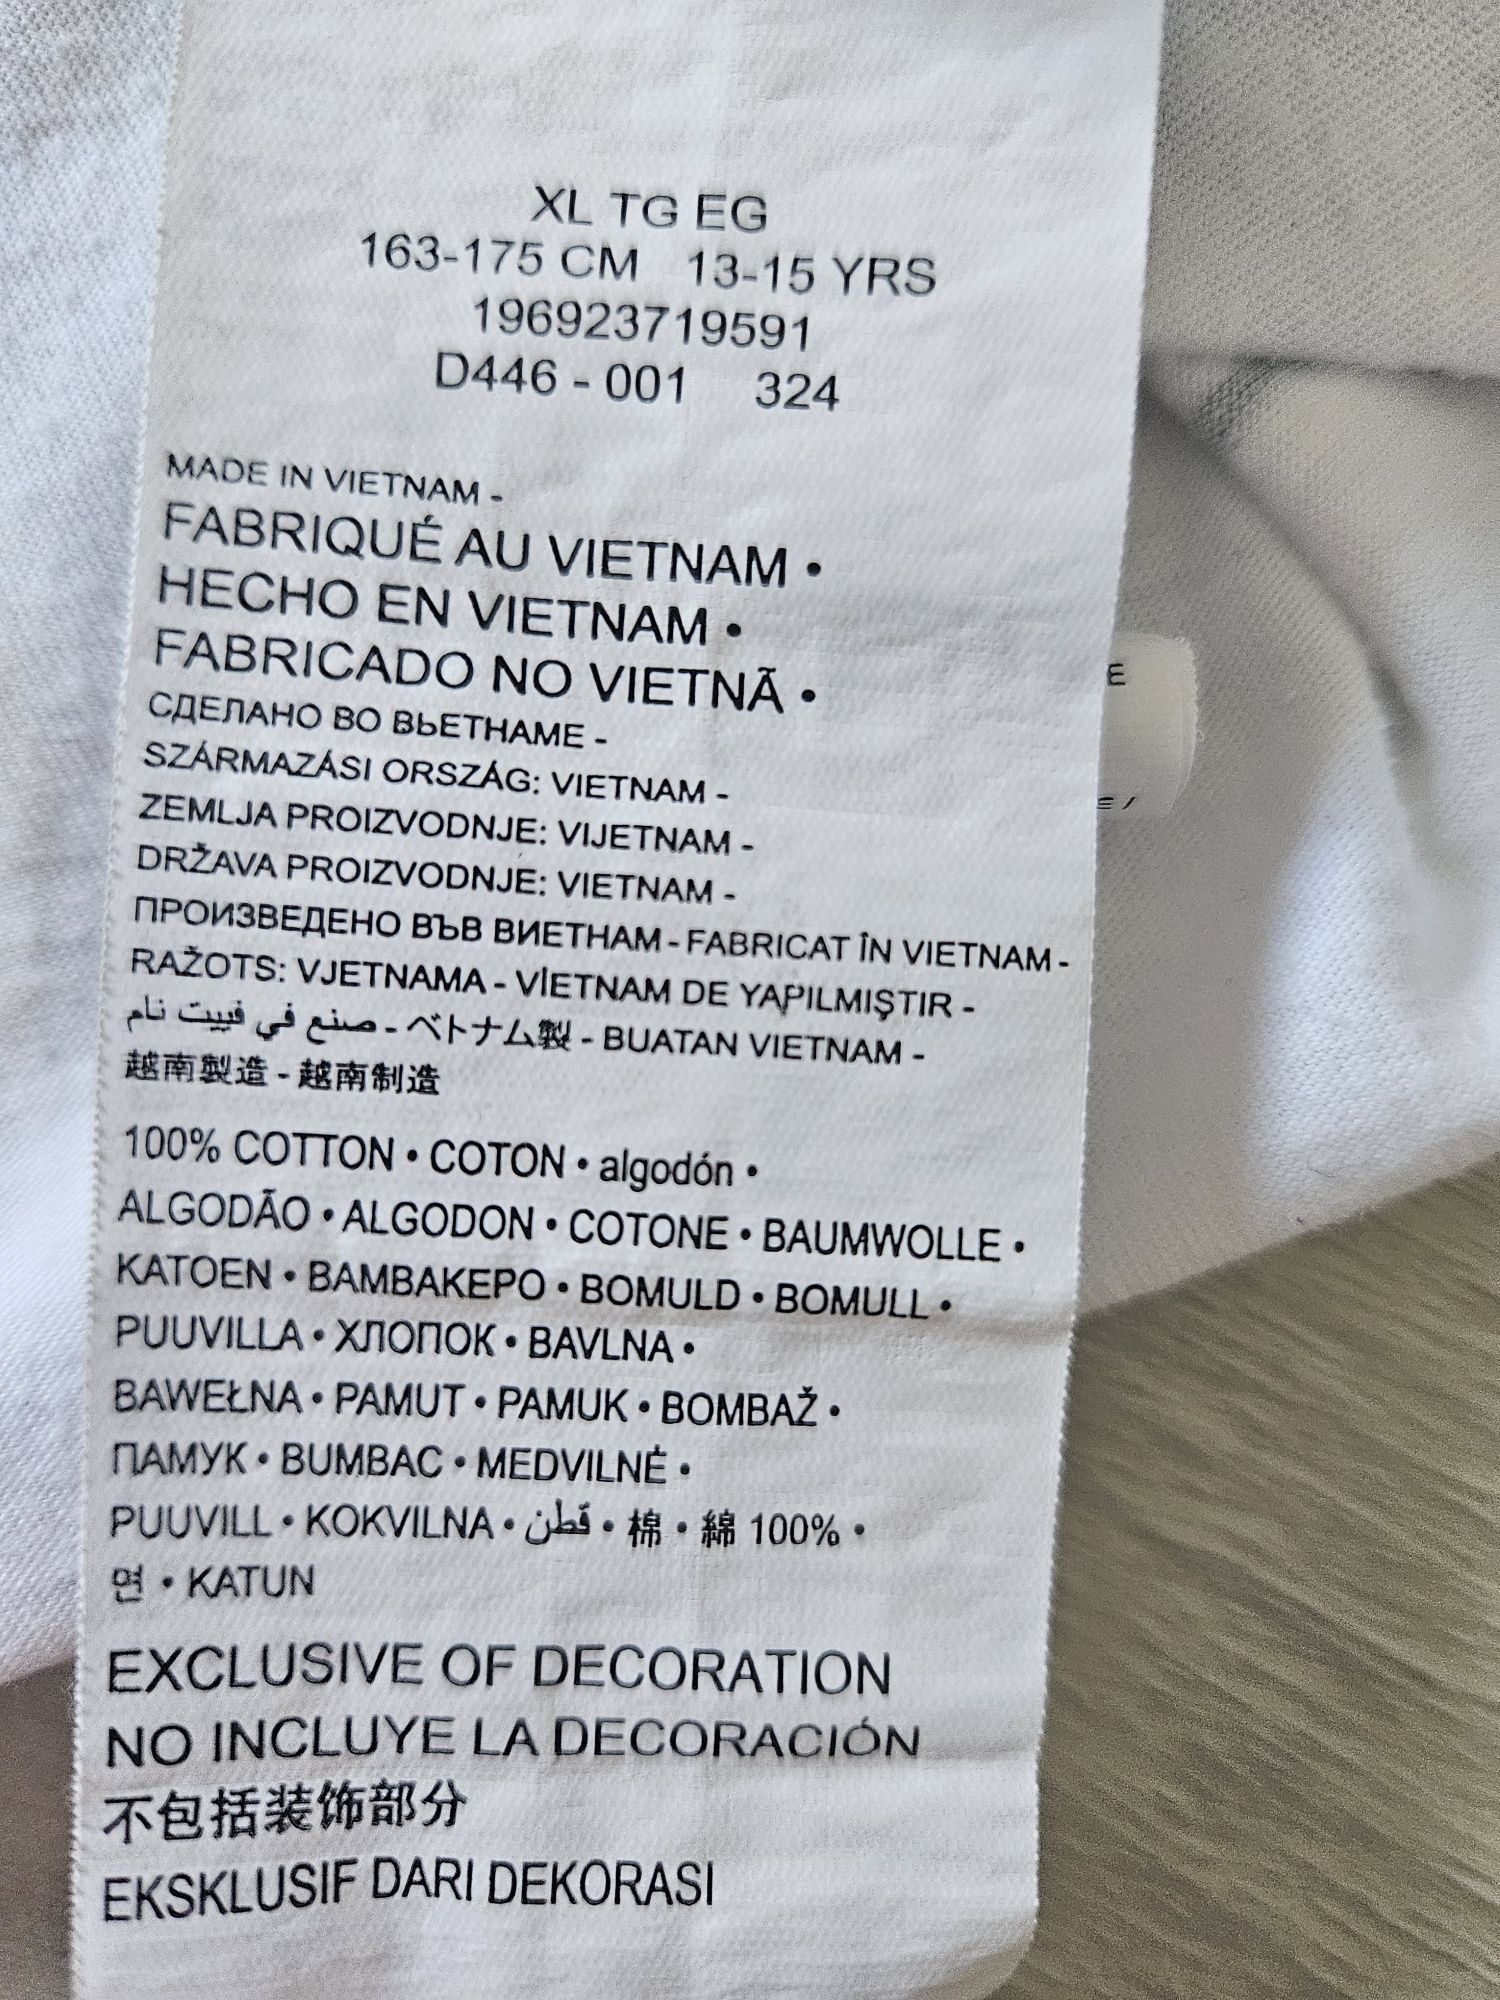 XL TG EG
163-175 CM 13-15 YRS
196923719591
D446 - 001 324
MADE IN VIETNAM -
FABRIQUÉ AU VIETNAM •
HECHO EN VIETNAM •
FABRICADO NO VIETNÃ •
СДЕЛАНО ВО ВЬЕТНАМЕ -
SZÁRMAZÁSI ORSZÁG: VIETNAM -
ZEMLJA PROIZVODNJE: VIJETNAM -
DRŽAVA PROIZVODNJE: VIETNAM -
ПРОИЗВЕДЕНО ВЪВ ВИЕТНАМ - FABRICAT ÎN VIETNAM -
RAŽOTS: VJETNAMA - VİETNAM DE YAPILMIŞTIR -
صنع في فييت نام - ベトナム製 - BUATAN VIETNAM -
越南製造 - 越南制造
100% COTTON • COTON • algodón •
ALGODÃO • ALGODON • COTONE • BAUMWOLLE •
KATOEN • ΒΑΜΒΑΚΕΡΟ • BOMULD • BOMULL •
PUUVILLA • ХЛОПОК • BAVLNA •
BAWEŁNA • PAMUT • PAMUK • BOMBAŽ •
ПАМУК • BUMBAC • MEDVILNĖ •
PUUVILL • KOKVILNA • قطن • 棉 • 綿 100% •
면 • KATUN
EXCLUSIVE OF DECORATION
NO INCLUYE LA DECORACIÓN
不包括装饰部分
EKSKLUSIF DARI DEKORASI